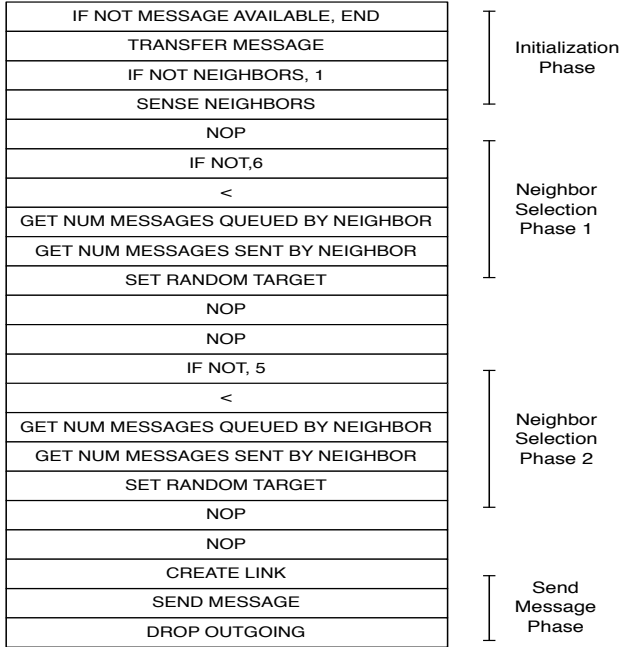 IF NOT MESSAGE AVAILABLE, END
TRANSFER MESSAGE
IF NOT NEIGHBORS, 1
SENSE NEIGHBORS
NOP
IF NOT,6
<
GET NUM MESSAGES QUEUED BY NEIGHBOR
GET NUM MESSAGES SENT BY NEIGHBOR
SET RANDOM TARGET
NOP
NOP
IF NOT, 5
<
GET NUM MESSAGES QUEUED BY NEIGHBOR
GET NUM MESSAGES SENT BY NEIGHBOR
SET RANDOM TARGET
NOP
NOP
CREATE LINK
SEND MESSAGE
DROP OUTGOING
Initialization
Phase
Neighbor
Selection
Phase 1
Neighbor
Selection
Phase 2
Send
Message
Phase